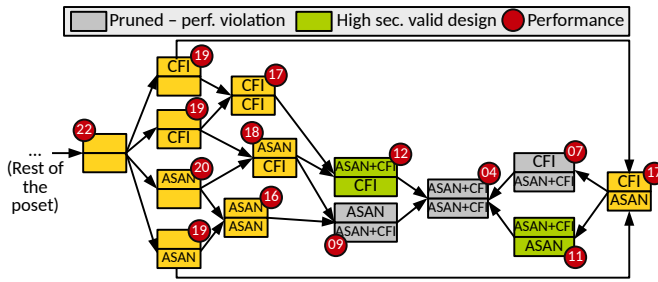 Pruned – perf. violation High sec. valid design Performance
19
CFI
17
CFI
CFI
22
19
CFI
... (Rest of the poset)
18
ASAN
CFI
20
ASAN
16
ASAN
ASAN
19
ASAN
12
ASAN+CFI
CFI
ASAN
ASAN+CFI
09
04
ASAN+CFI
ASAN+CFI
07
CFI
ASAN+CFI
ASAN+CFI
ASAN
11
17
CFI
ASAN